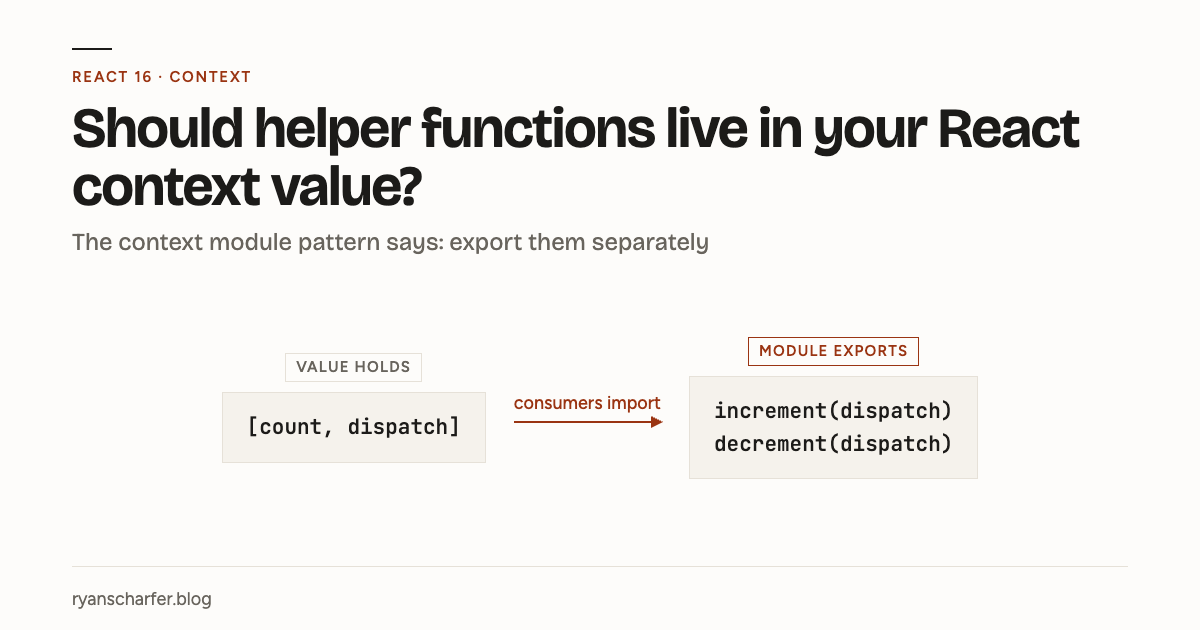 REACT 16 · CONTEXT
Should helper functions live in your React
context value?
The context module pattern says: export them separately
VALUE HOLDS
[count, dispatch]
consumers import
MODULE EXPORTS
increment(dispatch)
decrement(dispatch)
ryanscharfer.blog